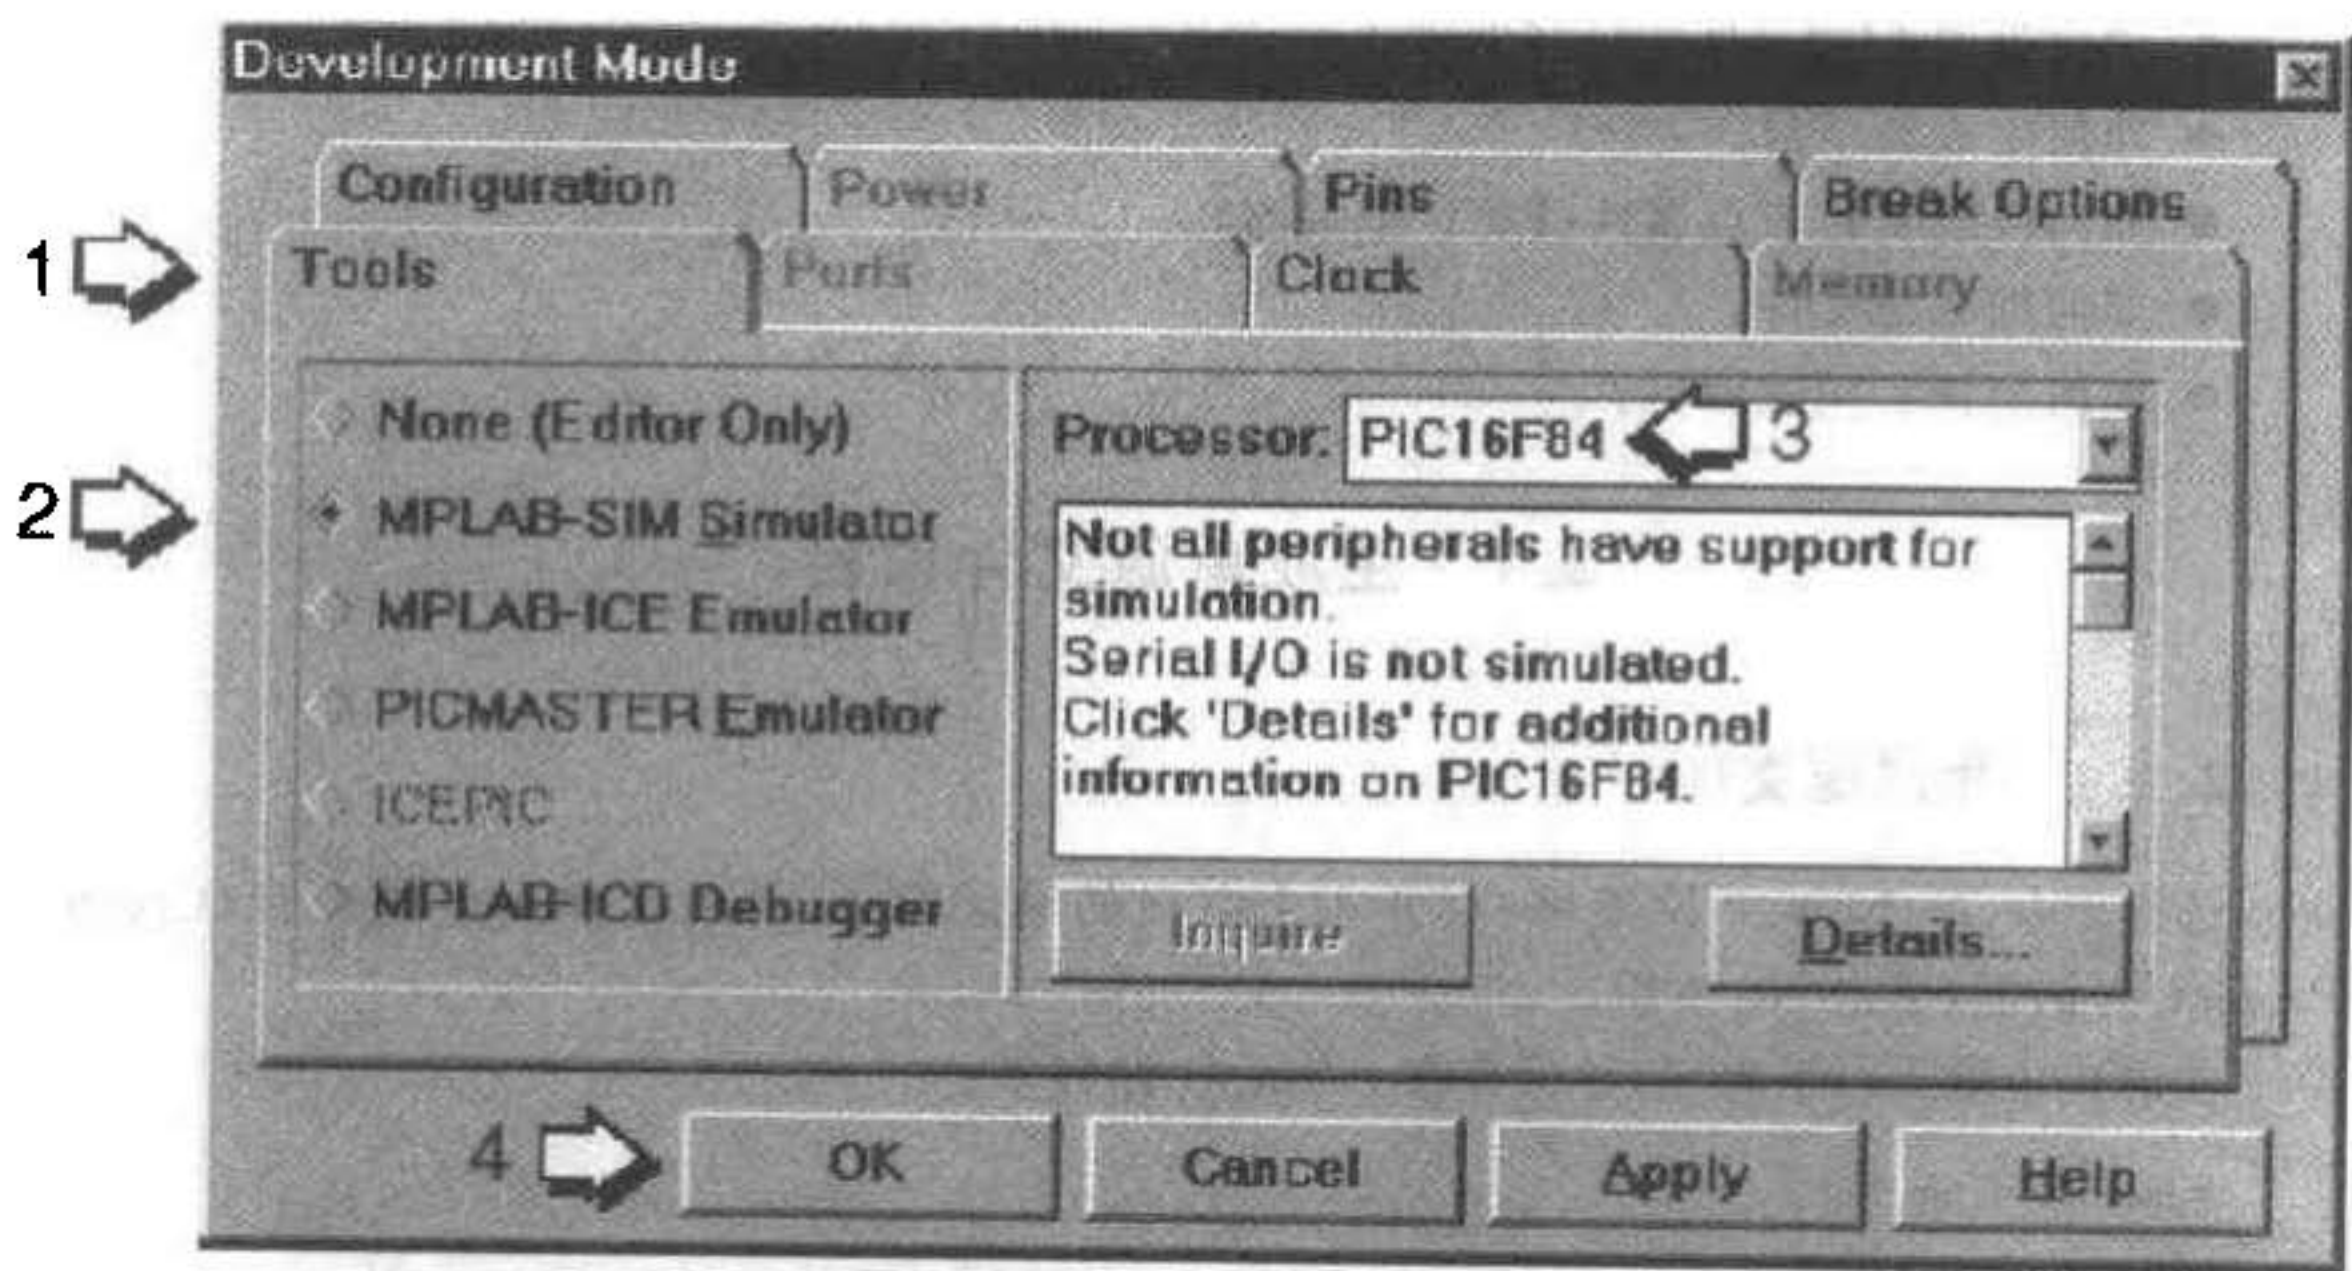 Development Mode
Configuration Power Pins Break Options
1 Tools Ports Clock Memory
None (Editor Only)
Processor: PIC16F84 3
2 MPLAB-SIM Simulator
MPLAB-ICE Emulator
PICMASTER Emulator
ICEPIC
MPLAB-ICD Debugger
Not all peripherals have support for
simulation.
Serial I/O is not simulated.
Click 'Details' for additional
information on PIC16F84.
Inquire Details...
4 OK Cancel Apply Help